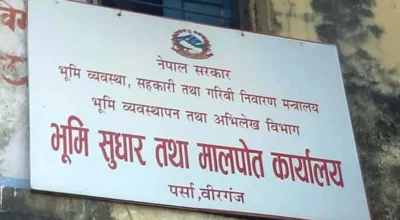 नेपाल सरकार
भूमि व्यवस्था, सहकारी तथा गरिबी निवारण मन्त्रालय
भूमि व्यवस्थापन तथा अभिलेख विभाग
भूमि सुधार तथा मालपोत कार्यालय
पर्सा,वीरगंज